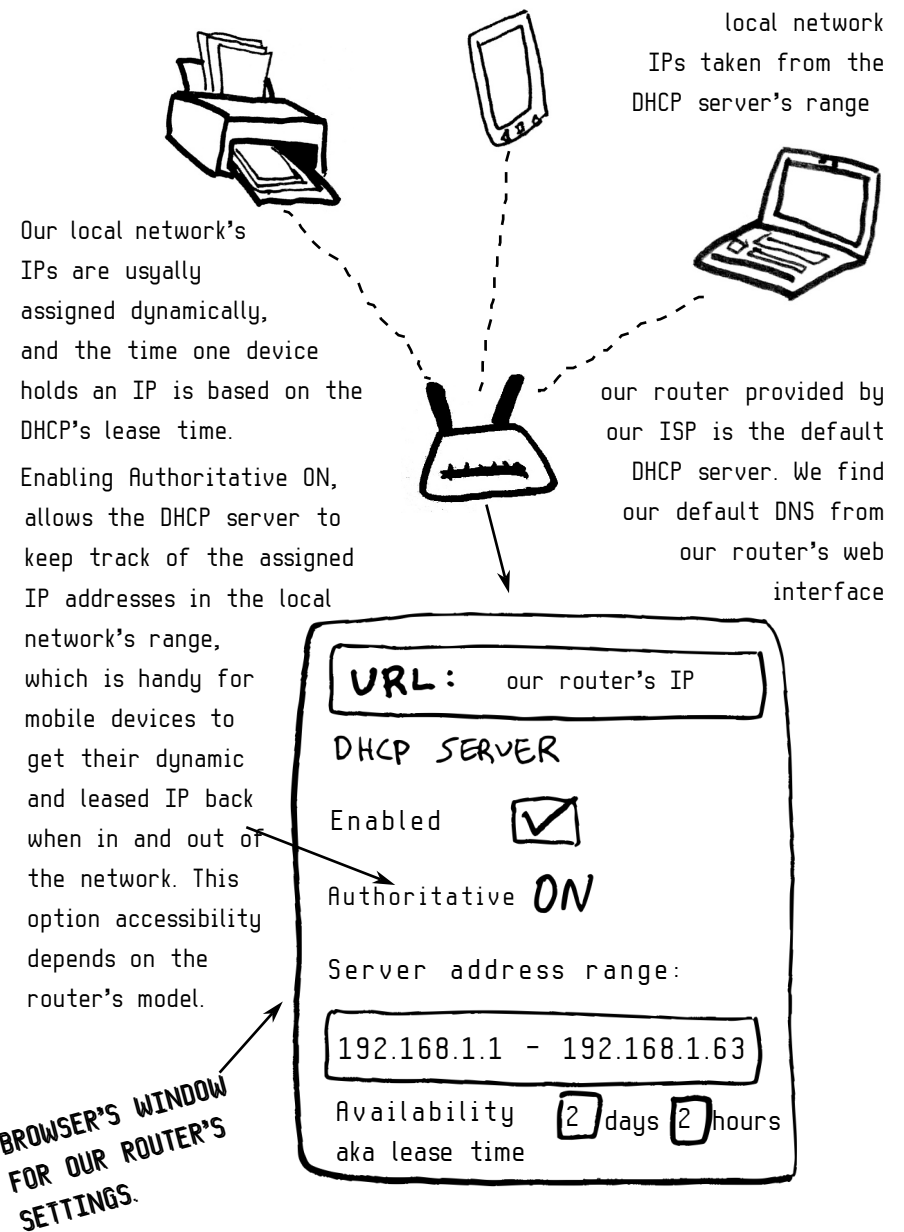 local network
IPs taken from the
DHCP server's range
Our local network's
IPs are usyally
assigned dynamically,
and the time one device
holds an IP is based on the
DHCP's lease time.
our router provided by
our ISP is the default
DHCP server. We find
our default DNS from
our router's web
interface
Enabling Authoritative ON,
allows the DHCP server to
keep track of the assigned
IP addresses in the local
network's range,
which is handy for
mobile devices to
get their dynamic
and leased IP back
when in and out of
the network. This
option accessibility
depends on the
router's model.
URL: our router's IP
DHCP SERVER
Enabled
Authoritative ON
Server address range:
192.168.1.1 - 192.168.1.63
Availability 2 days 2 hours
aka lease time
BROWSER'S WINDOW
FOR OUR ROUTER'S
SETTINGS.